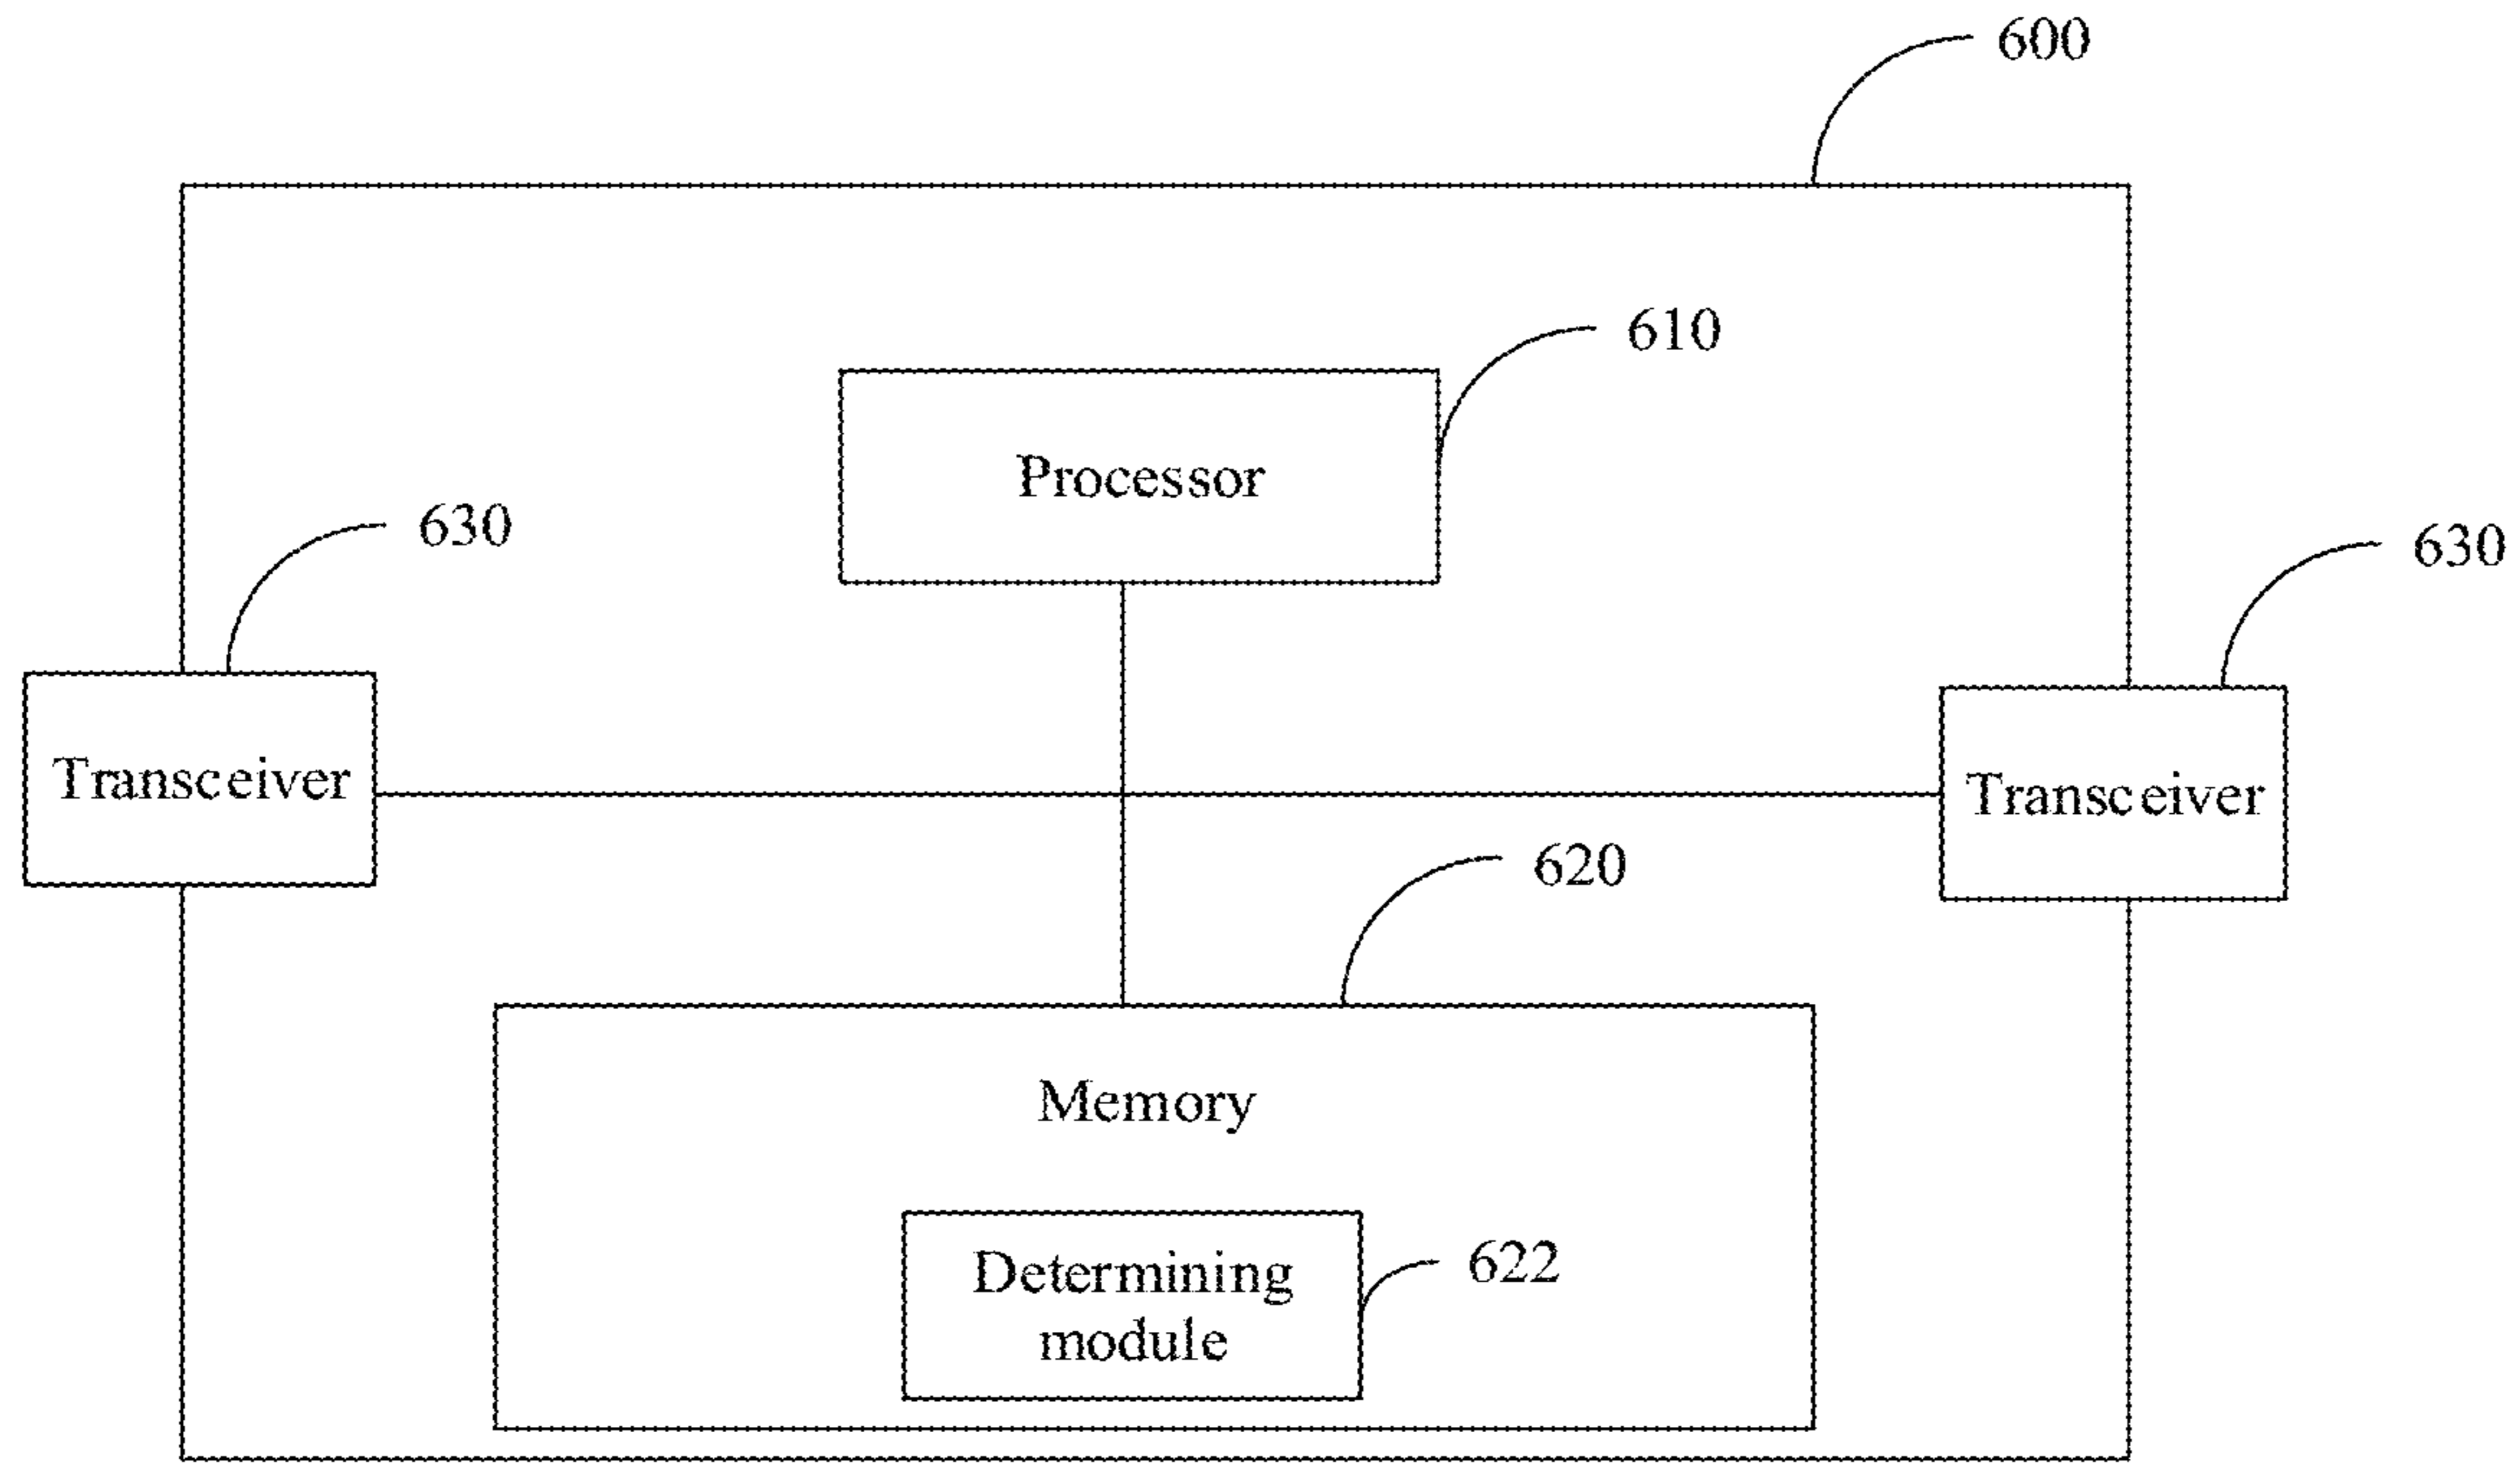 600
610
Processor
630
630
Transceiver
Transceiver
620
Memory
Determining
module
622